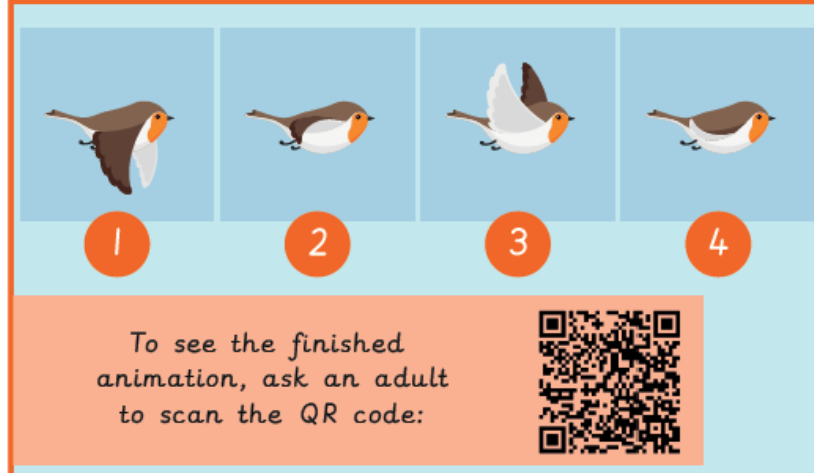 1 2 3 4
To see the finished
animation, ask an adult
to scan the QR code: